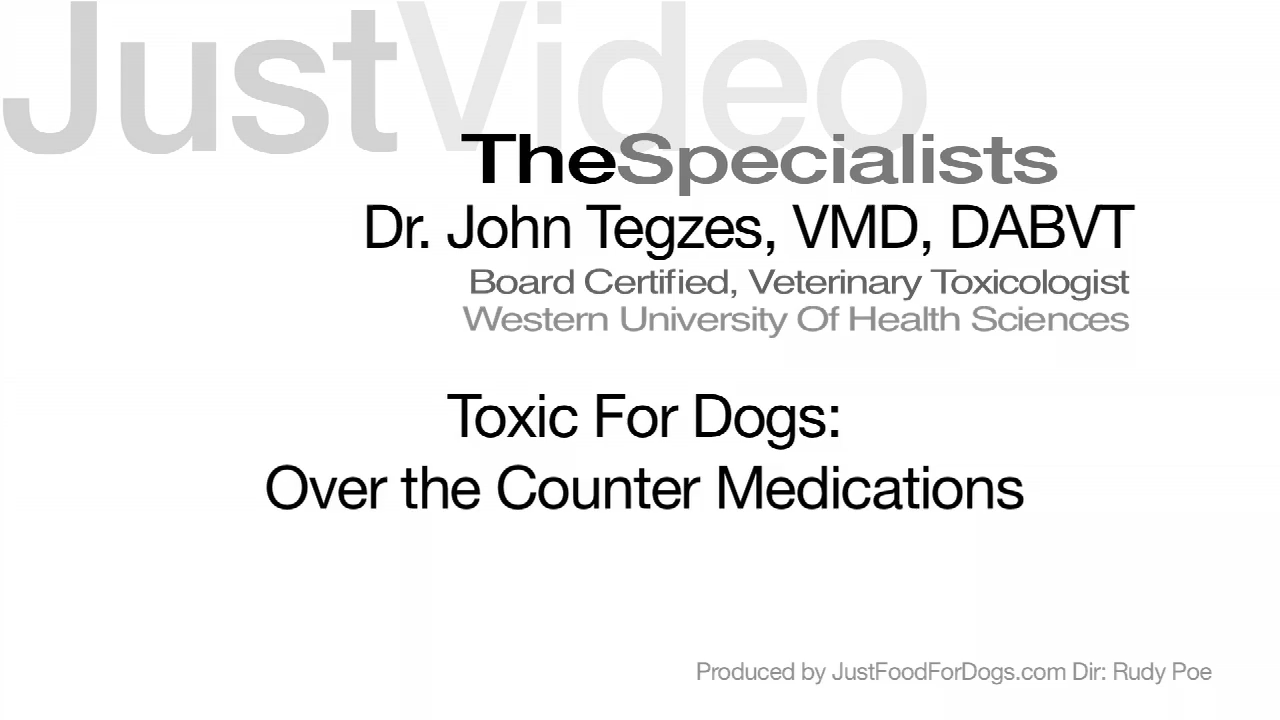 JustVideo
TheSpecialists
Dr. John Tegzes, VMD, DABVT
Board Certified, Veterinary Toxicologist
Western University Of Health Sciences
Toxic For Dogs:
Over the Counter Medications
Produced by JustFoodForDogs.com Dir: Rudy Poe